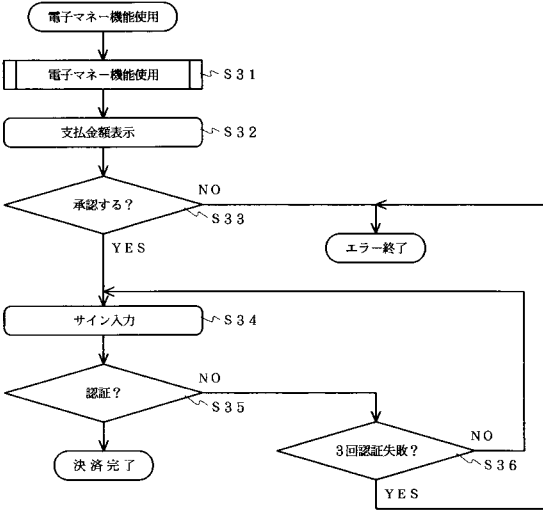 電子マネー機能使用
電子マネー機能使用
S31
支払金額表示
S32
承認する?
NO
S33
エラー終了
YES
サイン入力
S34
認証?
NO
S35
3回認証失敗?
NO
S36
決済完了
YES